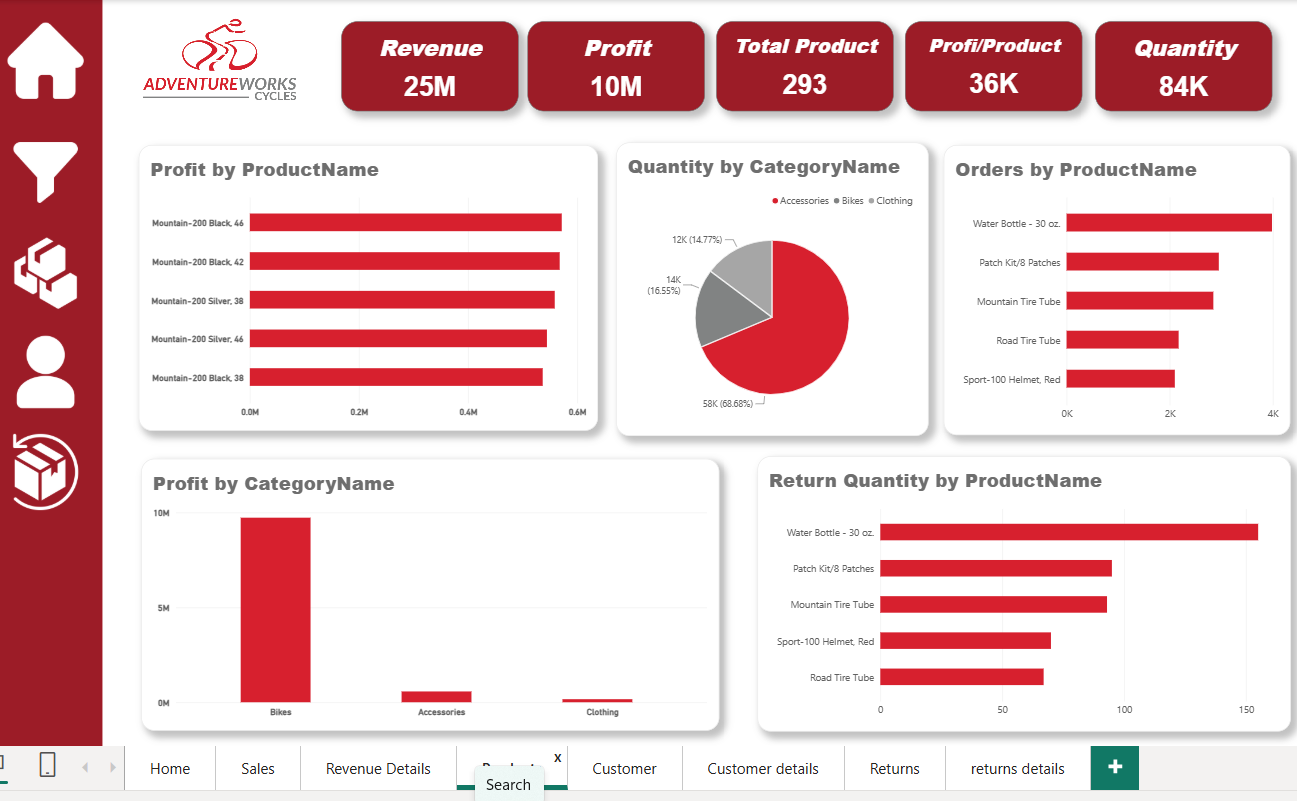 ADVENTUREWORKS
CYCLES
Revenue
25M
Profit
10M
Total Product
293
Profi/Product
36K
Quantity
84K
Profit by ProductName
Mountain-200 Black, 46
Mountain-200 Black, 42
Mountain-200 Silver, 38
Mountain-200 Silver, 46
Mountain-200 Black, 38
0.0M 0.2M 0.4M 0.6M
Quantity by CategoryName
Accessories Bikes Clothing
12K (14.77%)
14K
(16.55%)
58K (68.68%)
Orders by ProductName
Water Bottle - 30 oz.
Patch Kit/8 Patches
Mountain Tire Tube
Road Tire Tube
Sport-100 Helmet, Red
0K 2K 4K
Profit by CategoryName
10M
5M
0M
Bikes Accessories Clothing
Return Quantity by ProductName
Water Bottle - 30 oz.
Patch Kit/8 Patches
Mountain Tire Tube
Sport-100 Helmet, Red
Road Tire Tube
0 50 100 150
Home Sales Revenue Details x Customer Customer details Returns returns details +
Search